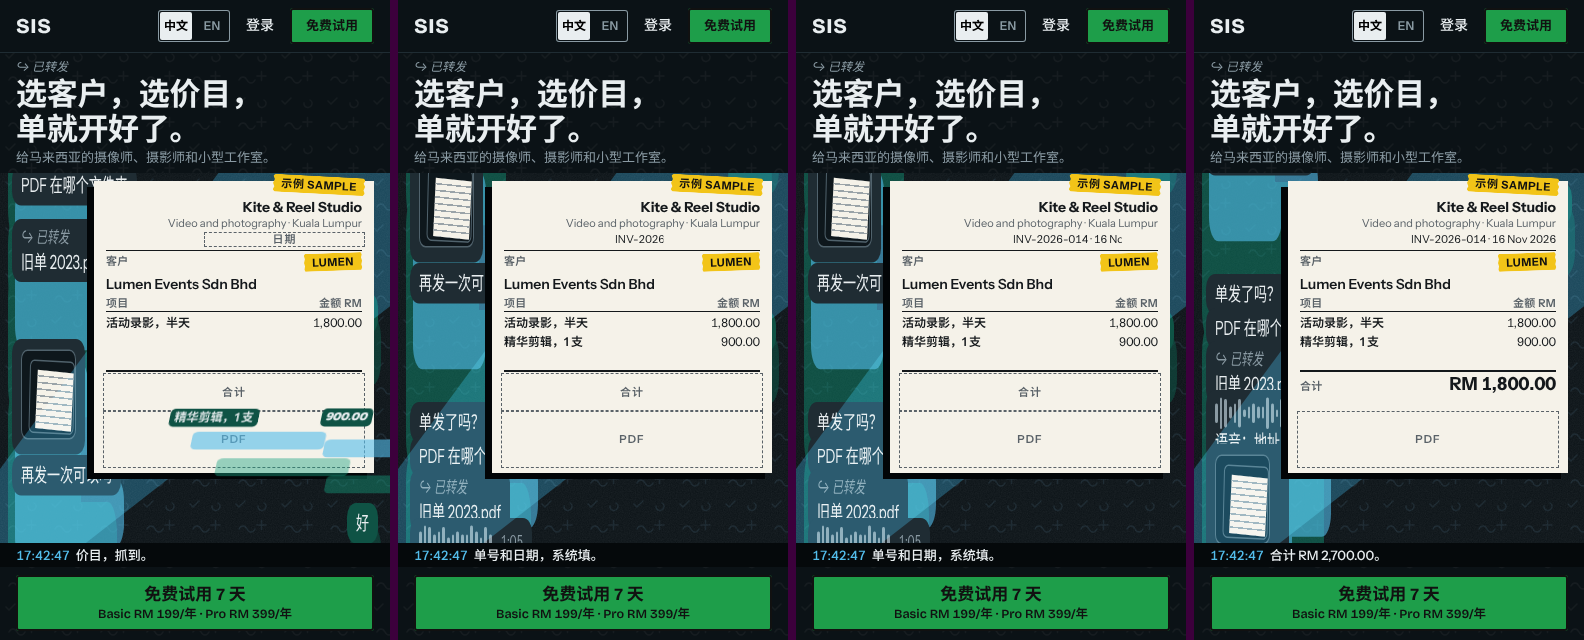 SIS
中文 EN
登录
免费试用
已转发
选客户，选价目，
单就开好了。
给马来西亚的摄像师、摄影师和小型工作室。
PDF 在哪个文件夹
示例 SAMPLE
Kite & Reel Studio
Video and photography · Kuala Lumpur
日期
已转发
旧单 2023.p
客户
LUMEN
Lumen Events Sdn Bhd
项目 金额 RM
活动录影，半天 1,800.00
合计
精华剪辑，1支 900.00
PDF
再发一次可以吗
好
17:42:47 价目，抓到。
免费试用 7 天
Basic RM 199/年 · Pro RM 399/年
SIS
中文 EN
登录
免费试用
已转发
选客户，选价目，
单就开好了。
给马来西亚的摄像师、摄影师和小型工作室。
示例 SAMPLE
Kite & Reel Studio
Video and photography · Kuala Lumpur
INV-2026
再发一次可
客户
LUMEN
Lumen Events Sdn Bhd
项目 金额 RM
活动录影，半天 1,800.00
精华剪辑，1支 900.00
合计
单发了吗？
PDF 在哪个
PDF
已转发
旧单 2023.pdf
1:05
17:42:47 单号和日期，系统填。
免费试用 7 天
Basic RM 199/年 · Pro RM 399/年
SIS
中文 EN
登录
免费试用
已转发
选客户，选价目，
单就开好了。
给马来西亚的摄像师、摄影师和小型工作室。
示例 SAMPLE
Kite & Reel Studio
Video and photography · Kuala Lumpur
INV-2026-014 · 16 Nc
再发一次可
客户
LUMEN
Lumen Events Sdn Bhd
项目 金额 RM
活动录影，半天 1,800.00
精华剪辑，1支 900.00
合计
单发了吗？
PDF 在哪个
PDF
已转发
旧单 2023.pdf
1:05
17:42:47 单号和日期，系统填。
免费试用 7 天
Basic RM 199/年 · Pro RM 399/年
SIS
中文 EN
登录
免费试用
已转发
选客户，选价目，
单就开好了。
给马来西亚的摄像师、摄影师和小型工作室。
示例 SAMPLE
Kite & Reel Studio
Video and photography · Kuala Lumpur
INV-2026-014 · 16 Nov 2026
客户
LUMEN
Lumen Events Sdn Bhd
单发了吗？
项目 金额 RM
PDF 在哪个
活动录影，半天 1,800.00
精华剪辑，1支 900.00
已转发
旧单 2023.p
合计 RM 1,800.00
语音：地址
PDF
17:42:47 合计 RM 2,700.00。
免费试用 7 天
Basic RM 199/年 · Pro RM 399/年